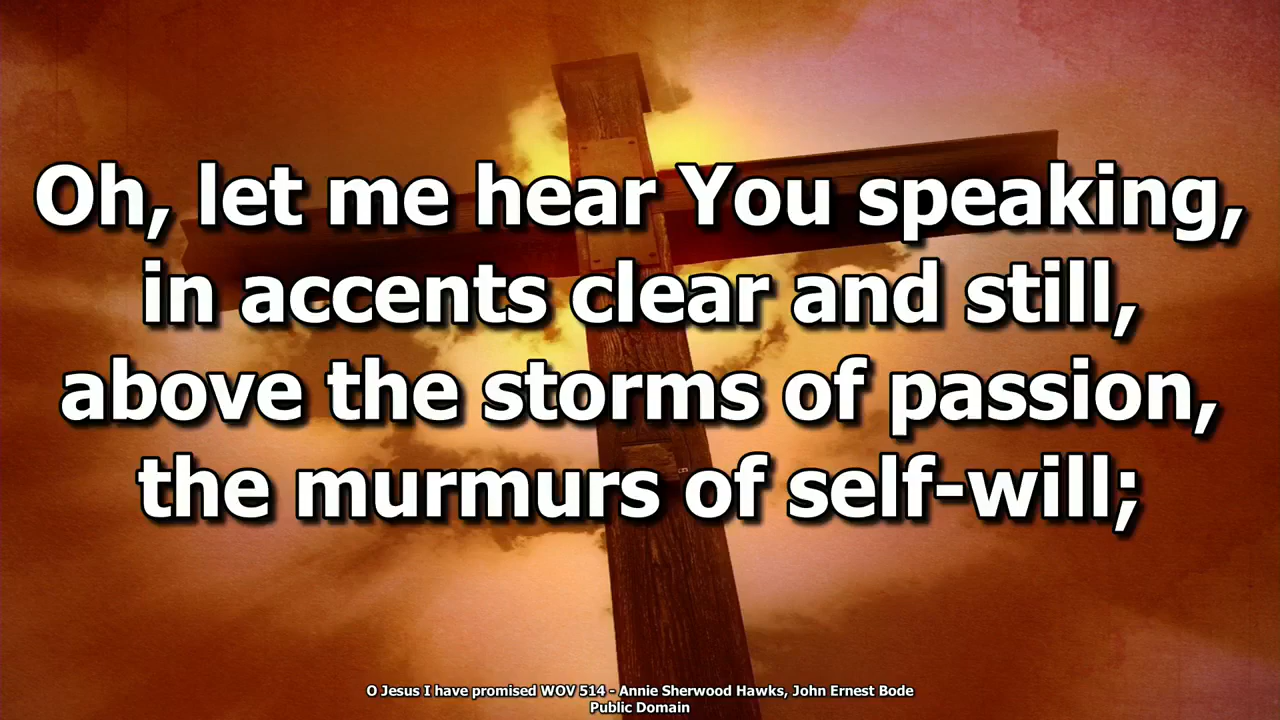 Oh, let me hear You speaking,
in accents clear and still,
above the storms of passion,
the murmurs of self-will;
O Jesus I have promised WOV 514 - Annie Sherwood Hawks, John Ernest Bode
Public Domain